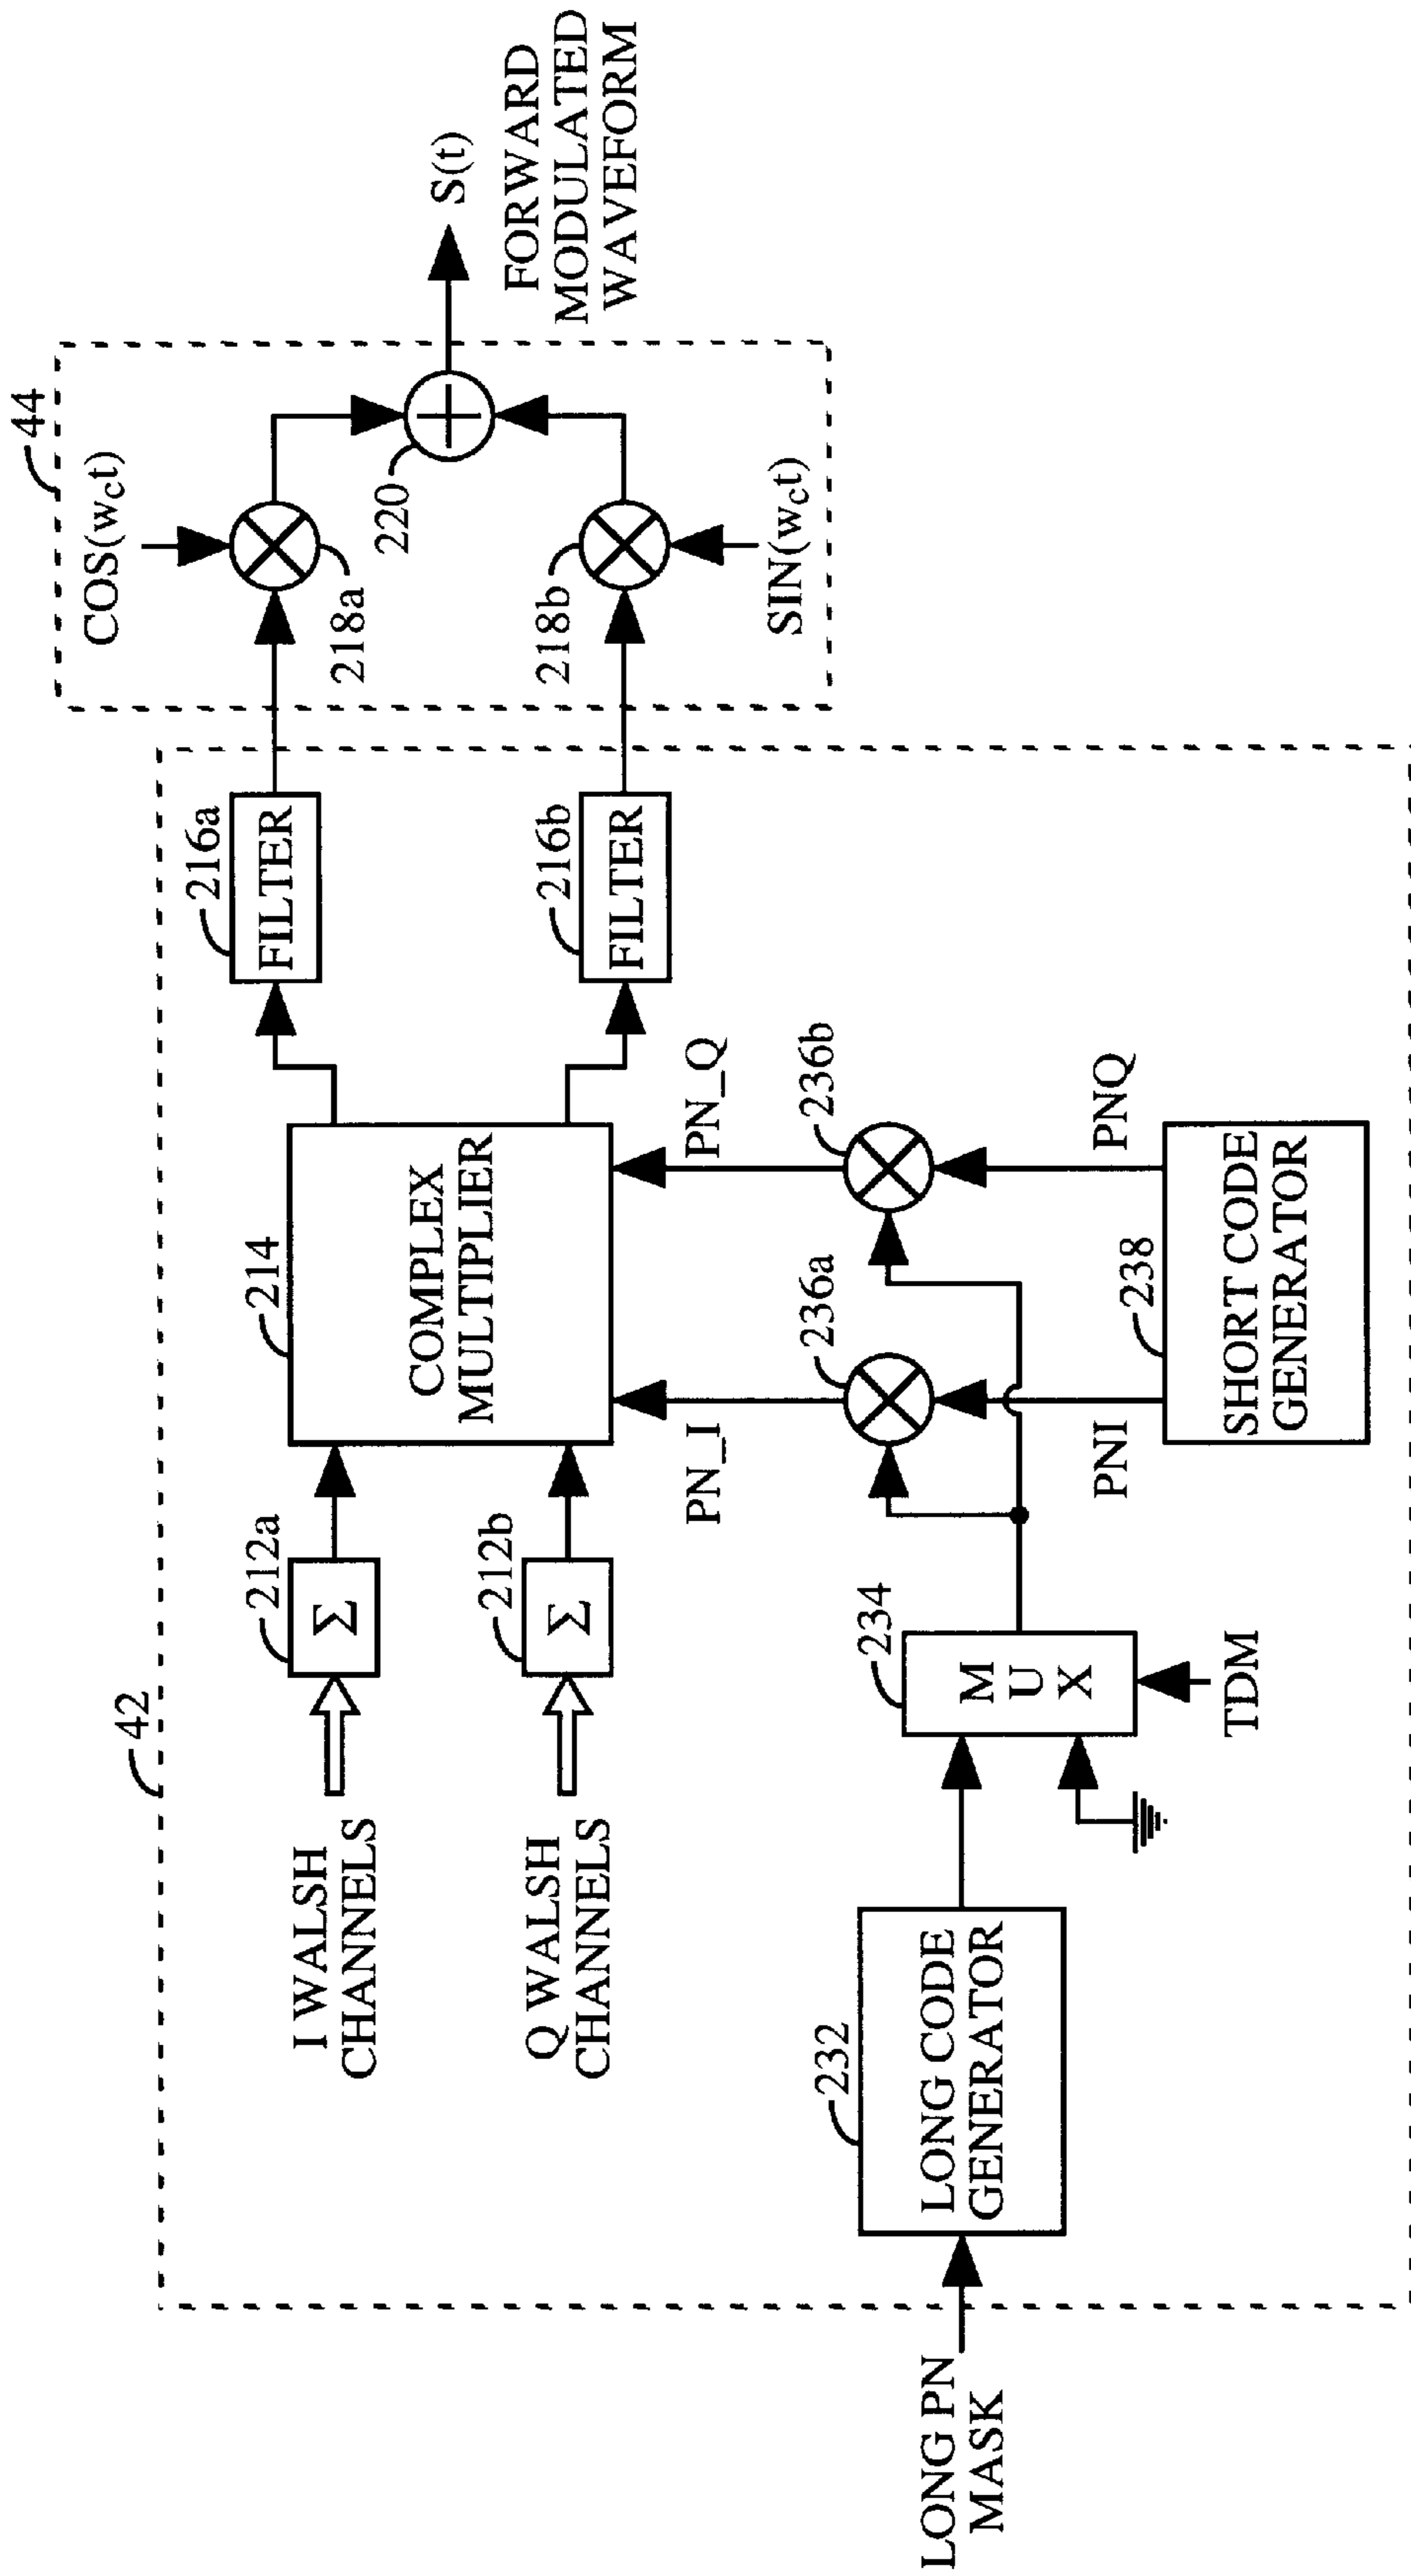 42
I WALSH
CHANNELS
212a
Σ
Q WALSH
CHANNELS
212b
Σ
214
COMPLEX
MULTIPLIER
216a
FILTER
216b
FILTER
44
COS(wct)
218a
220
218b
SIN(wct)
S(t)
FORWARD
MODULATED
WAVEFORM
PN_I
PN_Q
LONG PN
MASK
232
LONG CODE
GENERATOR
234
M
U
X
TDM
236a
236b
PNI
PNQ
238
SHORT CODE
GENERATOR